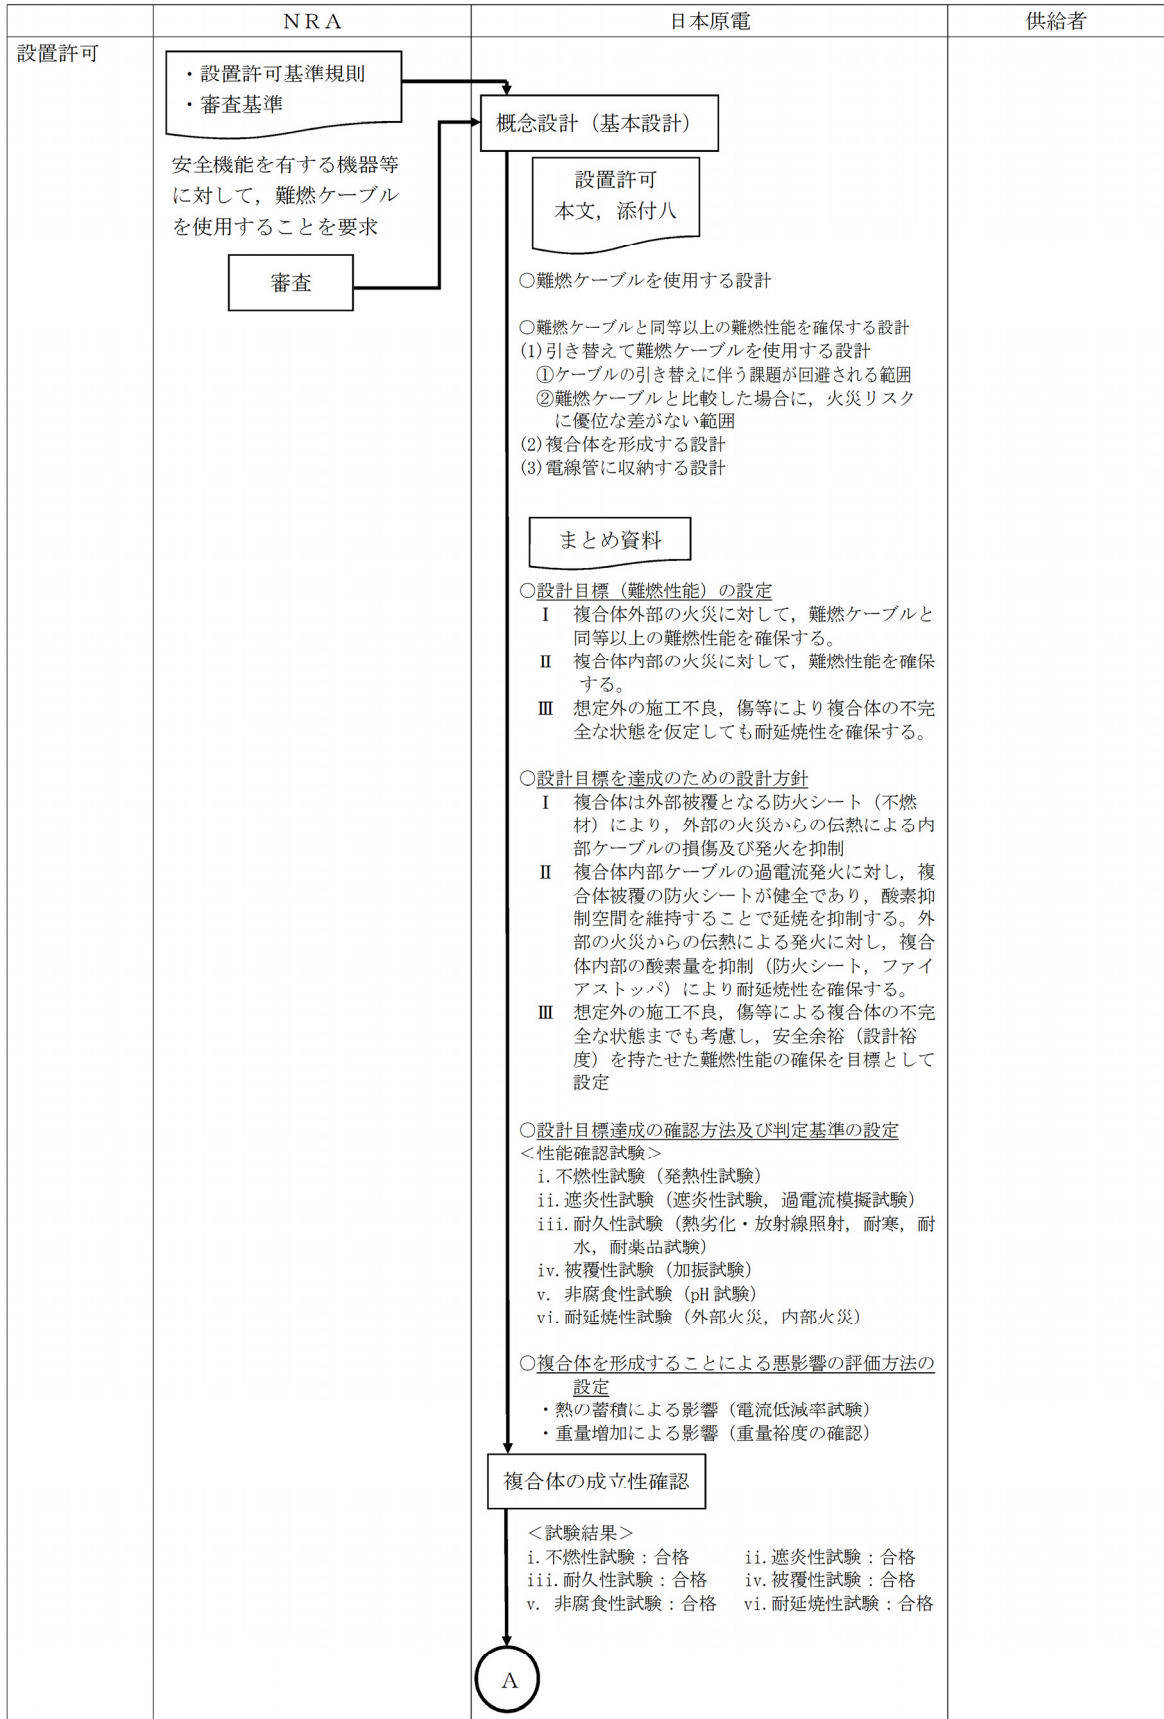 NRA
日本原電
供給者
設置許可
・設置許可基準規則
・審査基準
安全機能を有する機器等
に対して，難燃ケーブル
を使用することを要求
審査
概念設計（基本設計）
設置許可
本文，添付八
○難燃ケーブルを使用する設計
○難燃ケーブルと同等以上の難燃性能を確保する設計
(1)引き替えて難燃ケーブルを使用する設計
①ケーブルの引き替えに伴う課題が回避される範囲
②難燃ケーブルと比較した場合に，火災リスク
に優位な差がない範囲
(2)複合体を形成する設計
(3)電線管に収納する設計
まとめ資料
○設計目標（難燃性能）の設定
Ⅰ 複合体外部の火災に対して，難燃ケーブルと
同等以上の難燃性能を確保する。
Ⅱ 複合体内部の火災に対して，難燃性能を確保
する。
Ⅲ 想定外の施工不良，傷等により複合体の不完
全な状態を仮定しても耐延焼性を確保する。
○設計目標を達成のための設計方針
Ⅰ 複合体は外部被覆となる防火シート（不燃
材）により，外部の火災からの伝熱による内
部ケーブルの損傷及び発火を抑制
Ⅱ 複合体内部ケーブルの過電流発火に対し，複
合体被覆の防火シートが健全であり，酸素抑
制空間を維持することで延焼を抑制する。外
部の火災からの伝熱による発火に対し，複合
体内部の酸素量を抑制（防火シート，ファイ
アストッパ）により耐延焼性を確保する。
Ⅲ 想定外の施工不良，傷等による複合体の不完
全な状態までも考慮し，安全余裕（設計裕
度）を持たせた難燃性能の確保を目標として
設定
○設計目標達成の確認方法及び判定基準の設定
＜性能確認試験＞
i.不燃性試験（発熱性試験）
ii.遮炎性試験（遮炎性試験，過電流模擬試験）
iii.耐久性試験（熱劣化・放射線照射，耐寒，耐
水，耐薬品試験）
iv.被覆性試験（加振試験）
v. 非腐食性試験（pH試験）
vi.耐延焼性試験（外部火災，内部火災）
○複合体を形成することによる悪影響の評価方法の
設定
・熱の蓄積による影響（電流低減率試験）
・重量増加による影響（重量裕度の確認）
複合体の成立性確認
＜試験結果＞
i.不燃性試験：合格 ii.遮炎性試験：合格
iii.耐久性試験：合格 iv.被覆性試験：合格
v. 非腐食性試験：合格 vi.耐延焼性試験：合格
A